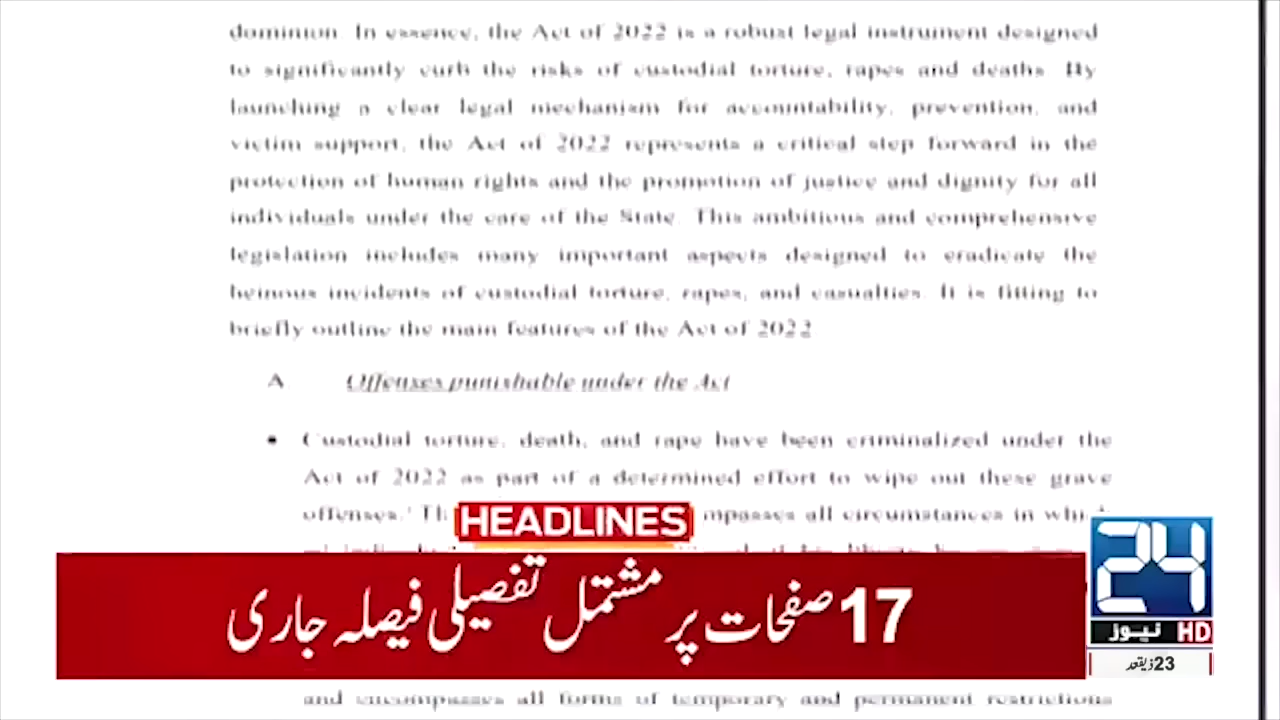 dominion. In essence, the Act of 2022 is a robust legal instrument designed
to significantly curb the risks of custodial torture, rapes and deaths. By
launching a clear legal mechanism for accountability, prevention, and
victim support, the Act of 2022 represents a critical step forward in the
protection of human rights and the promotion of justice and dignity for all
individuals under the care of the State. This ambitious and comprehensive
legislation includes many important aspects designed to eradicate the
heinous incidents of custodial torture, rapes, and casualties. It is fitting to
briefly outline the main features of the Act of 2022
A Offenses punishable under the Act
• Custodial torture, death, and rape have been criminalized under the
Act of 2022 as part of a determined effort to wipe out these grave
offenses.
mpasses all circumstances in which
HEADLINES
17 صفحات پر مشتمل تفصیلی فیصلہ جاری
24
نیوز HD
23 ذیقعد
and encompasses all forms of temporary and permanent restrictions